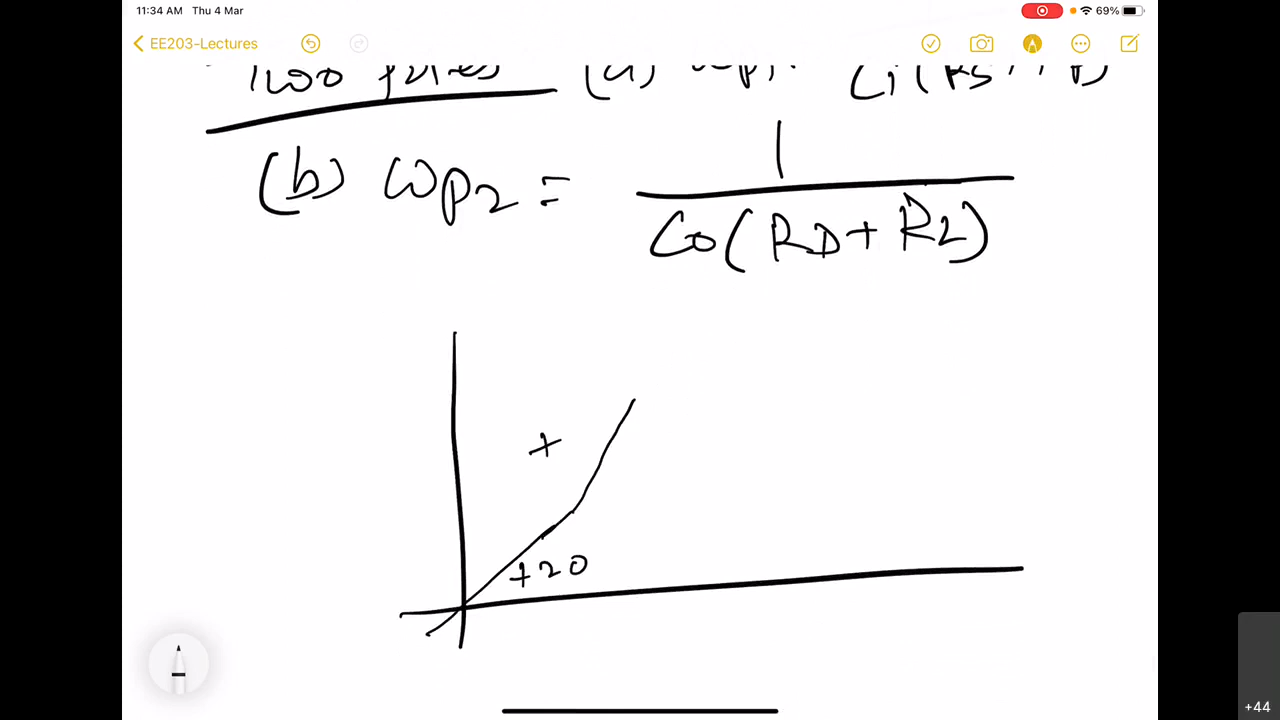 11:34 AM Thu 4 Mar
69%
EE203-Lectures
(b) ωp2 = 1
Co(RD + RL)
+
+20
+44